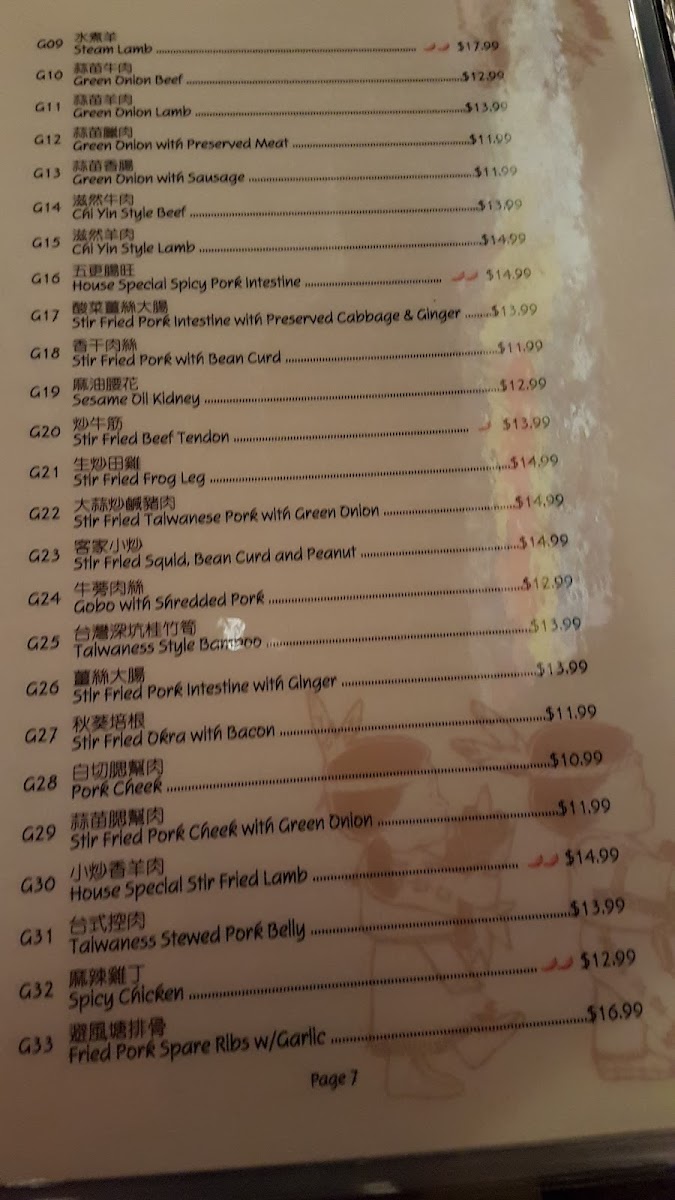 G09 水煮羊
Steam Lamb ........ $17.99
G10 蒜苗牛肉
Green Onion Beef ........ $12.99
G11 蒜苗羊肉
Green Onion Lamb ........ $13.99
G12 蒜苗臘肉
Green Onion with Preserved Meat ........ $11.99
G13 蒜苗香腸
Green Onion with Sausage ........ $11.99
G14 滋然牛肉
Chi Yin Style Beef ........ $13.99
G15 滋然羊肉
Chi Yin Style Lamb ........ $14.99
G16 五更腸旺
House Special Spicy Pork Intestine ........ $14.99
G17 酸菜薑絲大腸
Stir Fried Pork Intestine with Preserved Cabbage & Ginger ........ $13.99
G18 香干肉絲
Stir Fried Pork with Bean Curd ........ $11.99
G19 麻油腰花
Sesame Oil Kidney ........ $12.99
G20 炒牛筋
Stir Fried Beef Tendon ........ $13.99
G21 生炒田雞
Stir Fried Frog Leg ........ $14.99
G22 大蒜炒鹹豬肉
Stir Fried Taiwanese Pork with Green Onion ........ $14.99
G23 客家小炒
Stir Fried Squid, Bean Curd and Peanut ........ $14.99
G24 牛蒡肉絲
Gobo with Shredded Pork ........ $12.99
G25 台灣深坑桂竹筍
Taiwaness Style Bamboo ........ $13.99
G26 薑絲大腸
Stir Fried Pork Intestine with Ginger ........ $13.99
G27 秋葵培根
Stir Fried Okra with Bacon ........ $11.99
G28 白切腮幫肉
Pork Cheek ........ $10.99
G29 蒜苗腮幫肉
Stir Fried Pork Cheek with Green Onion ........ $11.99
G30 小炒香羊肉
House Special Stir Fried Lamb ........ $14.99
G31 台式控肉
Taiwaness Stewed Pork Belly ........ $13.99
G32 麻辣雞丁
Spicy Chicken ........ $12.99
G33 避風塘排骨
Fried Pork Spare Ribs w/Garlic ........ $16.99
Page 7